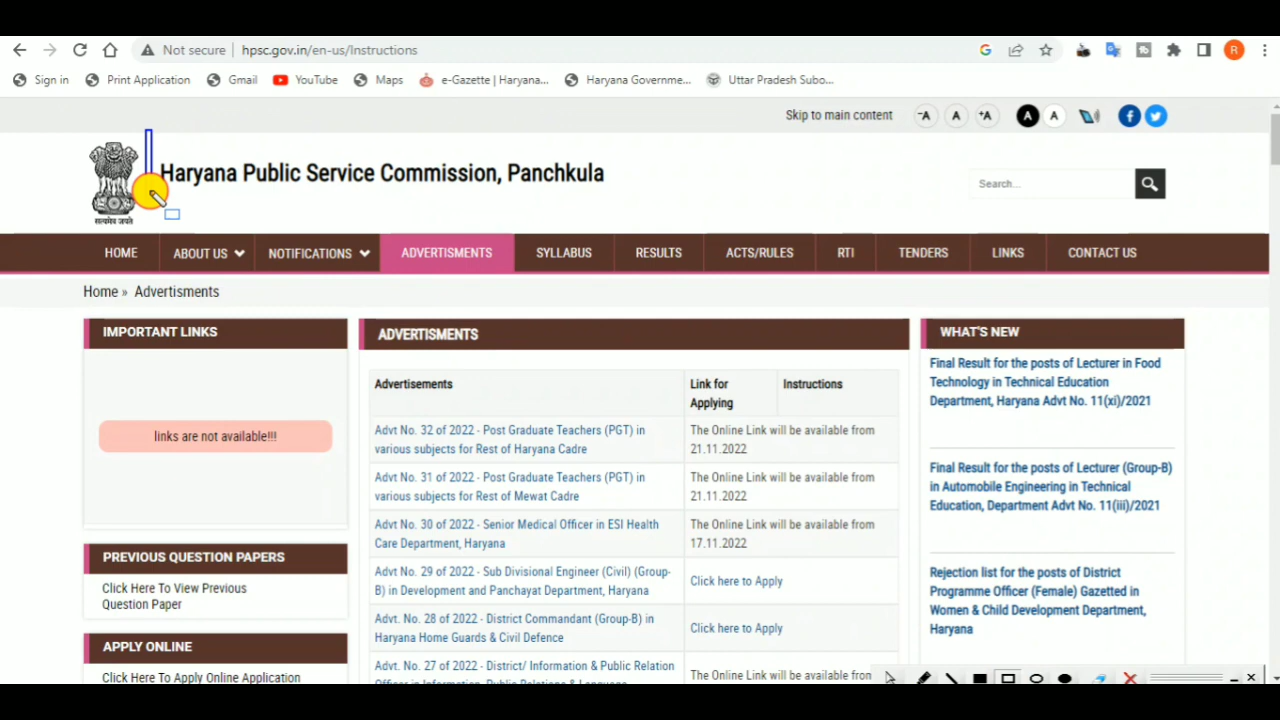 Not secure hpsc.gov.in/en-us/Instructions
Sign in Print Application Gmail YouTube Maps e-Gazette | Haryana... Haryana Governme... Uttar Pradesh Subo...
Skip to main content -A A +A A A
Haryana Public Service Commission, Panchkula
सत्यमेव जयते
Search...
HOME ABOUT US NOTIFICATIONS ADVERTISMENTS SYLLABUS RESULTS ACTS/RULES RTI TENDERS LINKS CONTACT US
Home » Advertisments
IMPORTANT LINKS
links are not available!!!
PREVIOUS QUESTION PAPERS
Click Here To View Previous
Question Paper
APPLY ONLINE
Click Here To Apply Online Application
ADVERTISMENTS
Advertisements Link for Applying Instructions
Advt No. 32 of 2022 - Post Graduate Teachers (PGT) in
various subjects for Rest of Haryana Cadre
The Online Link will be available from
21.11.2022
Advt No. 31 of 2022 - Post Graduate Teachers (PGT) in
various subjects for Rest of Mewat Cadre
The Online Link will be available from
21.11.2022
Advt No. 30 of 2022 - Senior Medical Officer in ESI Health
Care Department, Haryana
The Online Link will be available from
17.11.2022
Advt No. 29 of 2022 - Sub Divisional Engineer (Civil) (Group-
B) in Development and Panchayat Department, Haryana
Click here to Apply
Advt. No. 28 of 2022 - District Commandant (Group-B) in
Haryana Home Guards & Civil Defence
Click here to Apply
Advt. No. 27 of 2022 - District/ Information & Public Relation
Officer in Information, Public Relations & Language
The Online Link will be available from
WHAT'S NEW
Final Result for the posts of Lecturer in Food
Technology in Technical Education
Department, Haryana Advt No. 11(xi)/2021
Final Result for the posts of Lecturer (Group-B)
in Automobile Engineering in Technical
Education, Department Advt No. 11(iii)/2021
Rejection list for the posts of District
Programme Officer (Female) Gazetted in
Women & Child Development Department,
Haryana